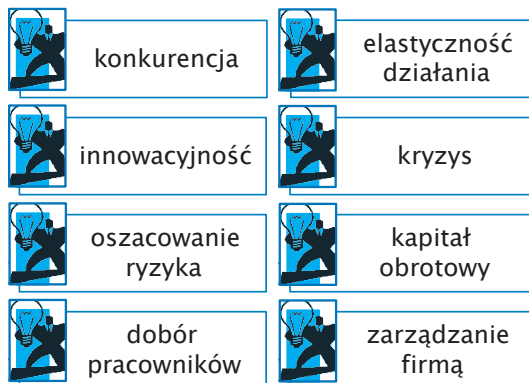 konkurencja
elastyczność
działania
innowacyjność
kryzys
oszacowanie
ryzyka
kapitał
obrotowy
dobór
pracowników
zarządzanie
firmą